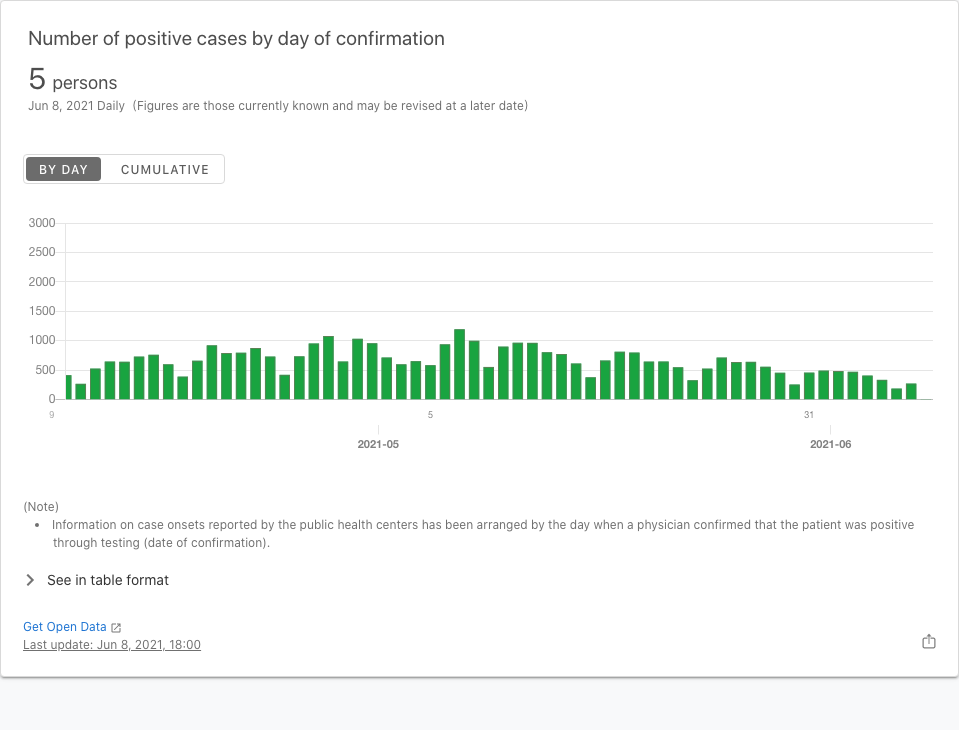 Number of positive cases by day of confirmation
5 persons
Jun 8, 2021 Daily (Figures are those currently known and may be revised at a later date)
BY DAY CUMULATIVE
3000
2500
2000
1500
1000
500
0
9 5 31
2021-05 2021-06
(Note)
• Information on case onsets reported by the public health centers has been arranged by the day when a physician confirmed that the patient was positive
through testing (date of confirmation).
See in table format
Get Open Data
Last update: Jun 8, 2021, 18:00